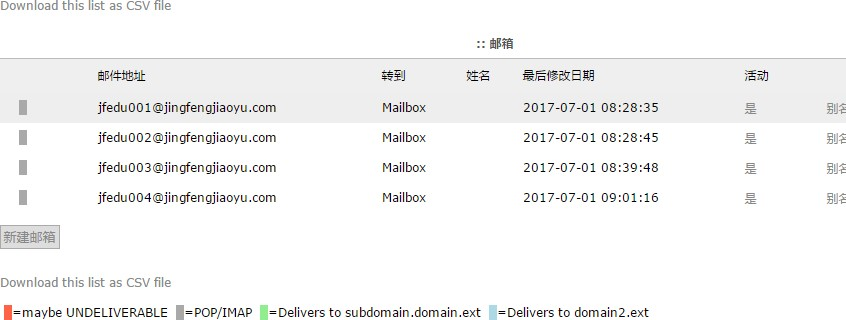 Download this list as CSV file
:: 邮箱
邮件地址 转到 姓名 最后修改日期 活动
jfedu001@jingfengjiaoyu.com Mailbox 2017-07-01 08:28:35 是 别名
jfedu002@jingfengjiaoyu.com Mailbox 2017-07-01 08:28:45 是 别名
jfedu003@jingfengjiaoyu.com Mailbox 2017-07-01 08:39:48 是 别名
jfedu004@jingfengjiaoyu.com Mailbox 2017-07-01 09:01:16 是 别名
新建邮箱
Download this list as CSV file
=maybe UNDELIVERABLE =POP/IMAP =Delivers to subdomain.domain.ext =Delivers to domain2.ext